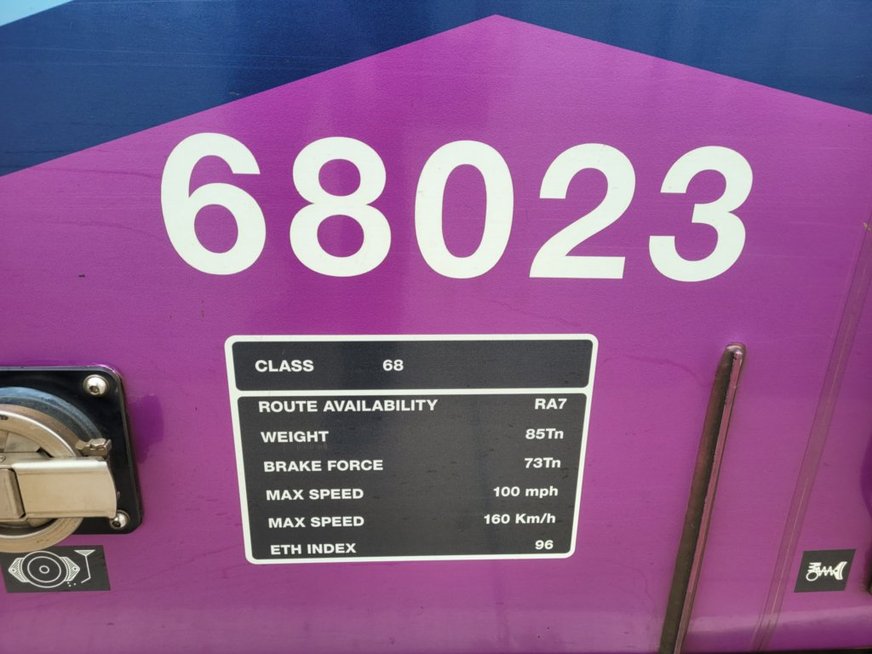 68023
CLASS 68
ROUTE AVAILABILITY RA7
WEIGHT 85Tn
BRAKE FORCE 73Tn
MAX SPEED 100 mph
MAX SPEED 160 Km/h
ETH INDEX 96